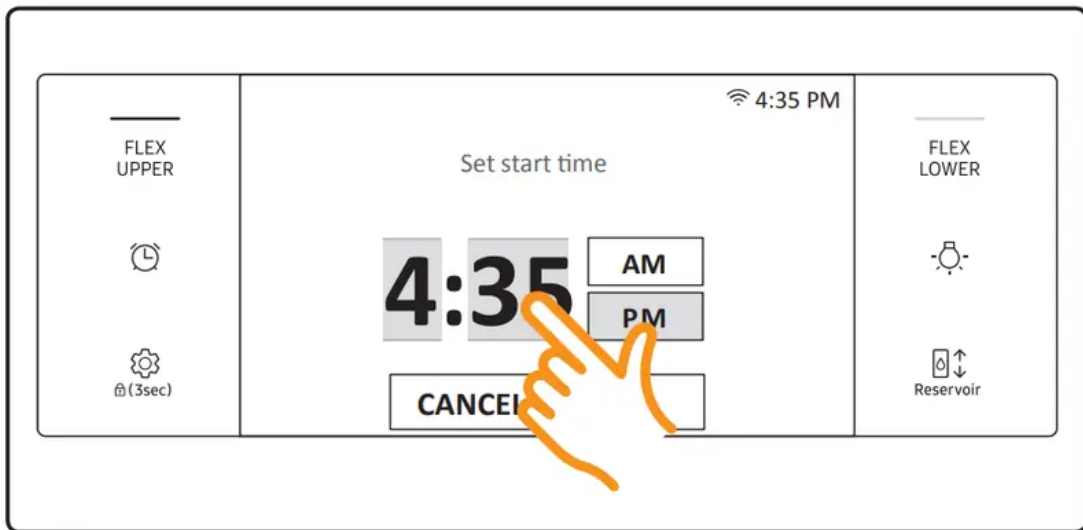 FLEX
UPPER
(3sec)
4:35 PM
Set start time
4:35
AM
PM
CANCEL
FLEX
LOWER
Reservoir